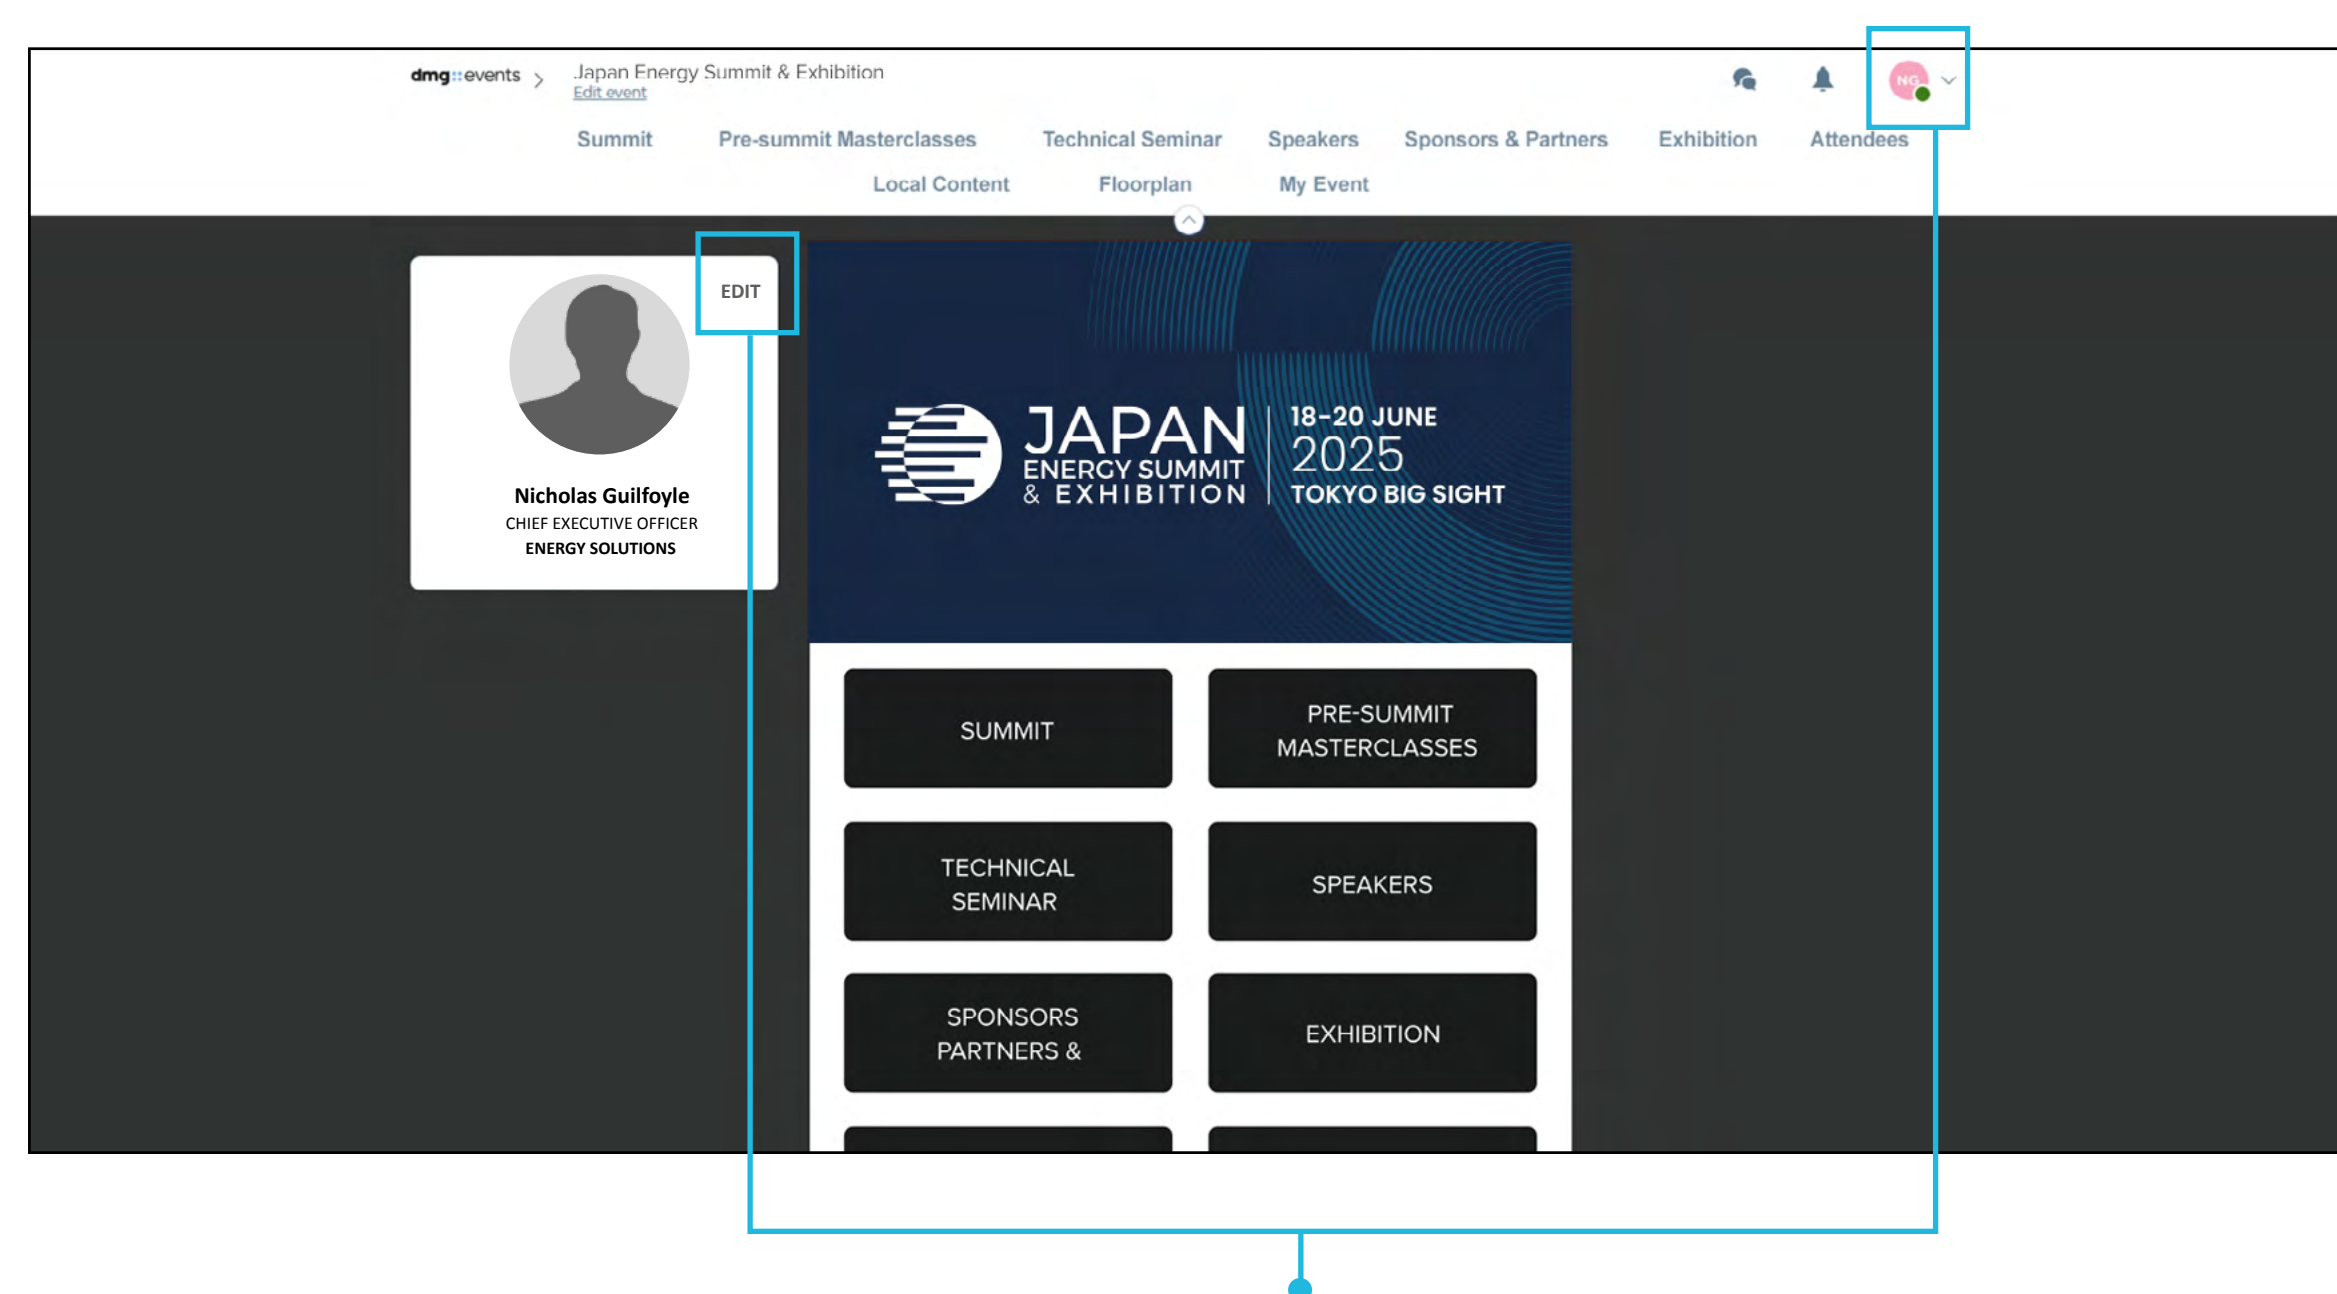 dmg::events >
Japan Energy Summit & Exhibition
Edit event
NG
Summit Pre-summit Masterclasses Technical Seminar Speakers Sponsors & Partners Exhibition Attendees
Local Content Floorplan My Event
EDIT
Nicholas Guilfoyle
CHIEF EXECUTIVE OFFICER
ENERGY SOLUTIONS
JAPAN
ENERGY SUMMIT
& EXHIBITION
18-20 JUNE
2025
TOKYO BIG SIGHT
SUMMIT
PRE-SUMMIT
MASTERCLASSES
TECHNICAL
SEMINAR
SPEAKERS
SPONSORS
PARTNERS &
EXHIBITION